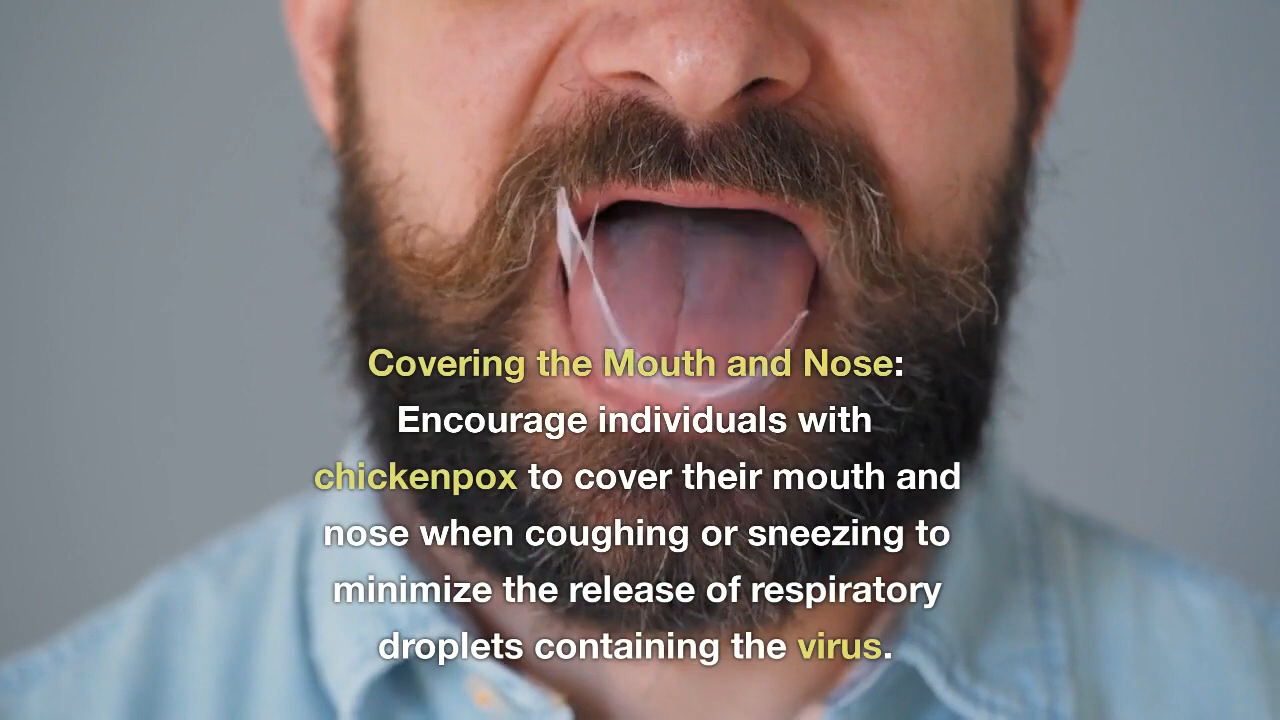 Covering the Mouth and Nose:
Encourage individuals with
chickenpox to cover their mouth and
nose when coughing or sneezing to
minimize the release of respiratory
droplets containing the virus.